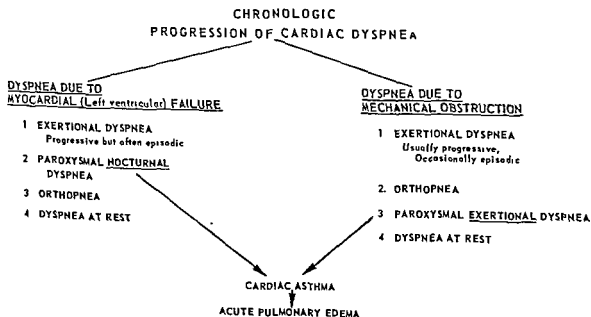 CHRONOLOGIC
PROGRESSION OF CARDIAC DYSPNEA
DYSPNEA DUE TO
MYOCARDIAL (Left ventricular) FAILURE
1 EXERTIONAL DYSPNEA
Progressive but often episodic
2 PAROXYSMAL NOCTURNAL
DYSPNEA
3 ORTHOPNEA
4 DYSPNEA AT REST
DYSPNEA DUE TO
MECHANICAL OBSTRUCTION
1 EXERTIONAL DYSPNEA
Usually progressive,
Occasionally episodic
2. ORTHOPNEA
3 PAROXYSMAL EXERTIONAL DYSPNEA
4 DYSPNEA AT REST
CARDIAC ASTHMA
ACUTE PULMONARY EDEMA